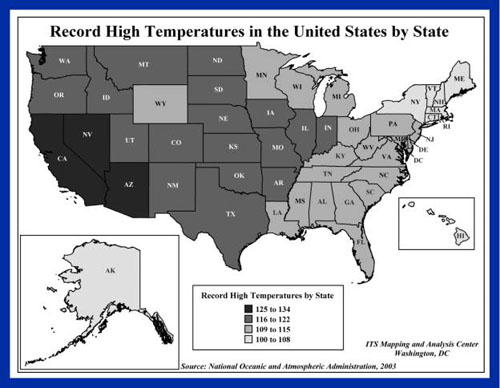 Record High Temperatures in the United States by State
WA
MT
ND
MN
ME
OR
ID
SD
WI
MI
NY
VT
NH
MA
CT
RI
WY
NV
UT
CO
NE
IA
IL
IN
OH
PA
NJ
DE
DC
CA
KS
MO
KY
WV
VA
AZ
NM
OK
AR
TN
NC
SC
TX
LA
MS
AL
GA
FL
AK
HI
Record High Temperatures by State
125 to 134
116 to 122
109 to 115
100 to 108
ITS Mapping and Analysis Center
Washington, DC
Source: National Oceanic and Atmospheric Administration, 2003